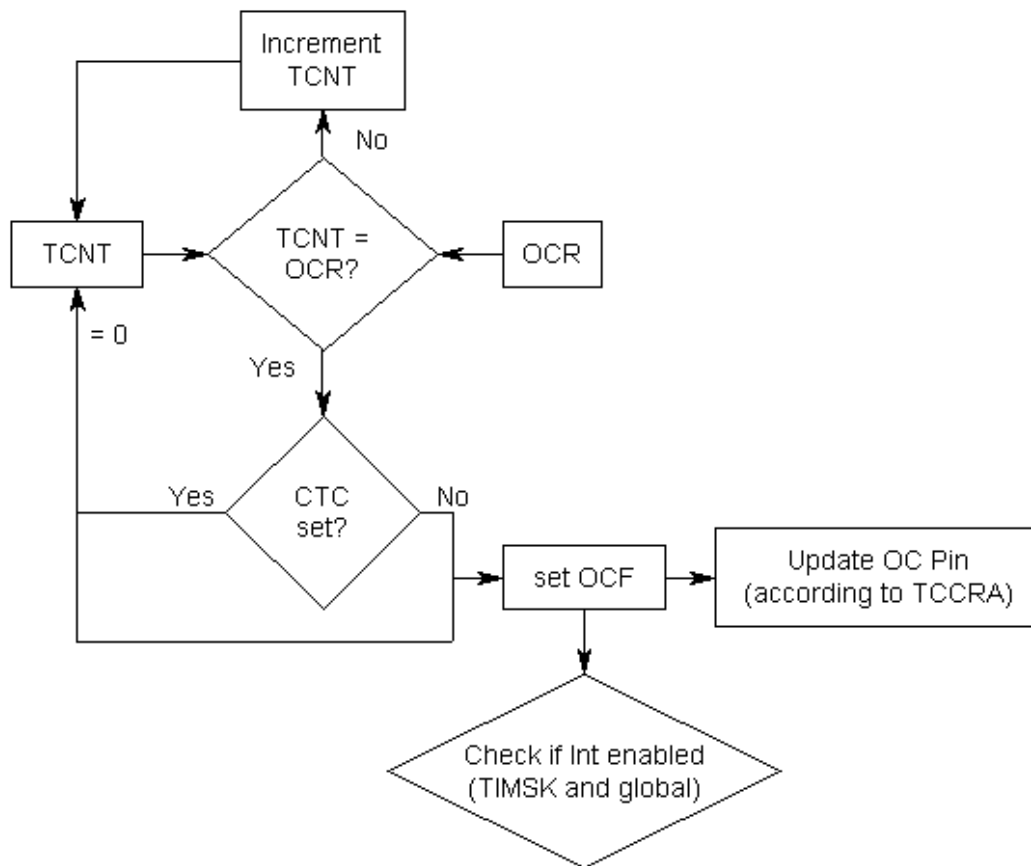 Increment
TCNT
No
TCNT
TCNT =
OCR?
OCR
= 0
Yes
Yes
CTC
set?
No
set OCF
Update OC Pin
(according to TCCRA)
Check if Int enabled
(TIMSK and global)